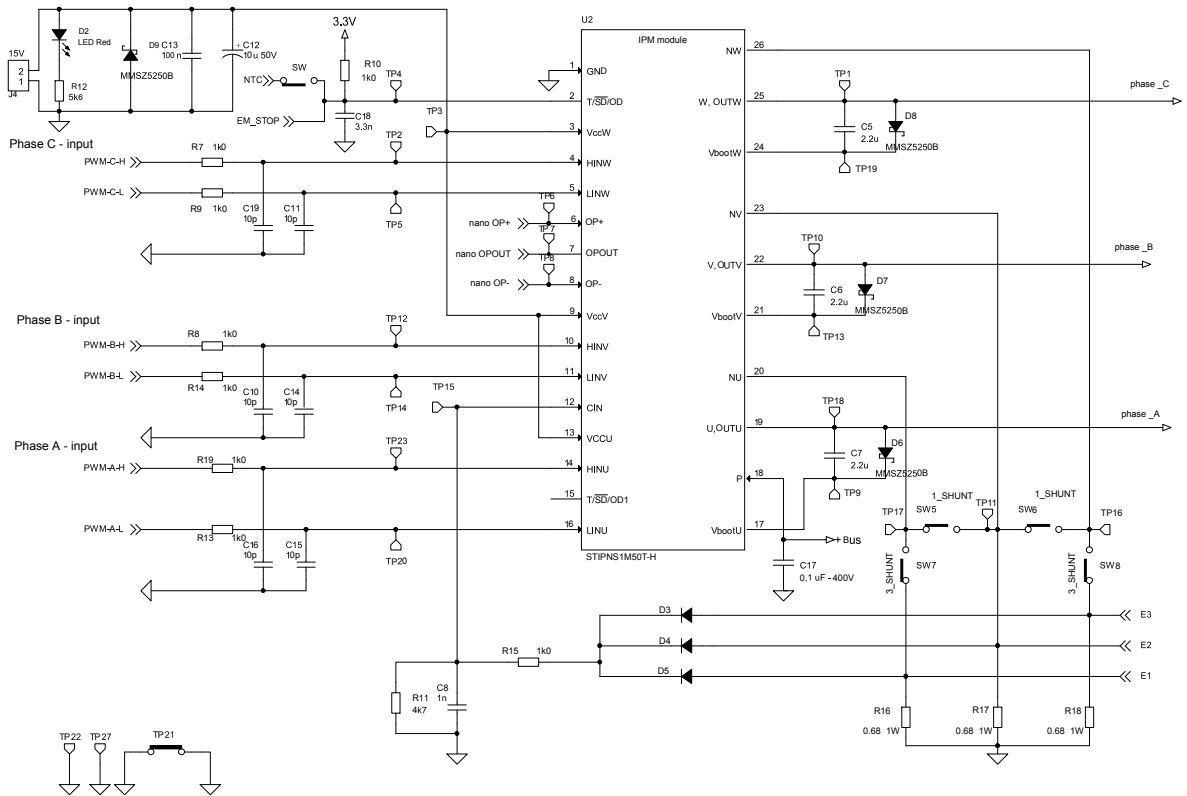 U2
IPM module
STIPNS1M50T-H
15V
2
1
J4
D2
LED Red
R12
5k6
D9
MMSZ5250B
C13
100 n
+
C12
10u 50V
NTC
SW
EM_STOP
3.3V
R10
1k0
TP4
C18
3.3n
TP3
Phase C - input
PWM-C-H
R7 1k0
TP2
PWM-C-L
R9 1k0
C19
10p
C11
10p
TP5
TP6
nano OP+
TP7
nano OPOUT
TP8
nano OP-
Phase B - input
PWM-B-H
R8 1k0
TP12
PWM-B-L
R14 1k0
C10
10p
C14
10p
TP14
TP15
Phase A - input
PWM-A-H
R19 1k0
TP23
PWM-A-L
R13 1k0
C16
10p
C15
10p
TP20
1 GND
2 T/SD/OD
3 VccW
4 HINW
5 LINW
6 OP+
7 OPOUT
8 OP-
9 VccV
10 HINV
11 LINV
12 CIN
13 VCCU
14 HINU
15 T/SD/OD1
16 LINU
NW 26
W, OUTW 25
VbootW 24
NV 23
V, OUTV 22
VbootV 21
NU 20
U,OUTU 19
P 18
VbootU 17
TP1
phase _C
C5
2.2u
D8
MMSZ5250B
TP19
TP10
phase _B
C6
2.2u
D7
MMSZ5250B
TP13
TP18
phase _A
C7
2.2u
D6
MMSZ5250B
TP9
+ Bus
C17
0,1 uF - 400V
TP17
1_SHUNT
SW5
TP11
1_SHUNT
SW6
TP16
3_SHUNT
SW7
3_SHUNT
SW8
D3
E3
D4
E2
D5
E1
R15 1k0
R11
4k7
C8
1n
R16
0.68 1W
R17
0.68 1W
R18
0.68 1W
TP22
TP27
TP21